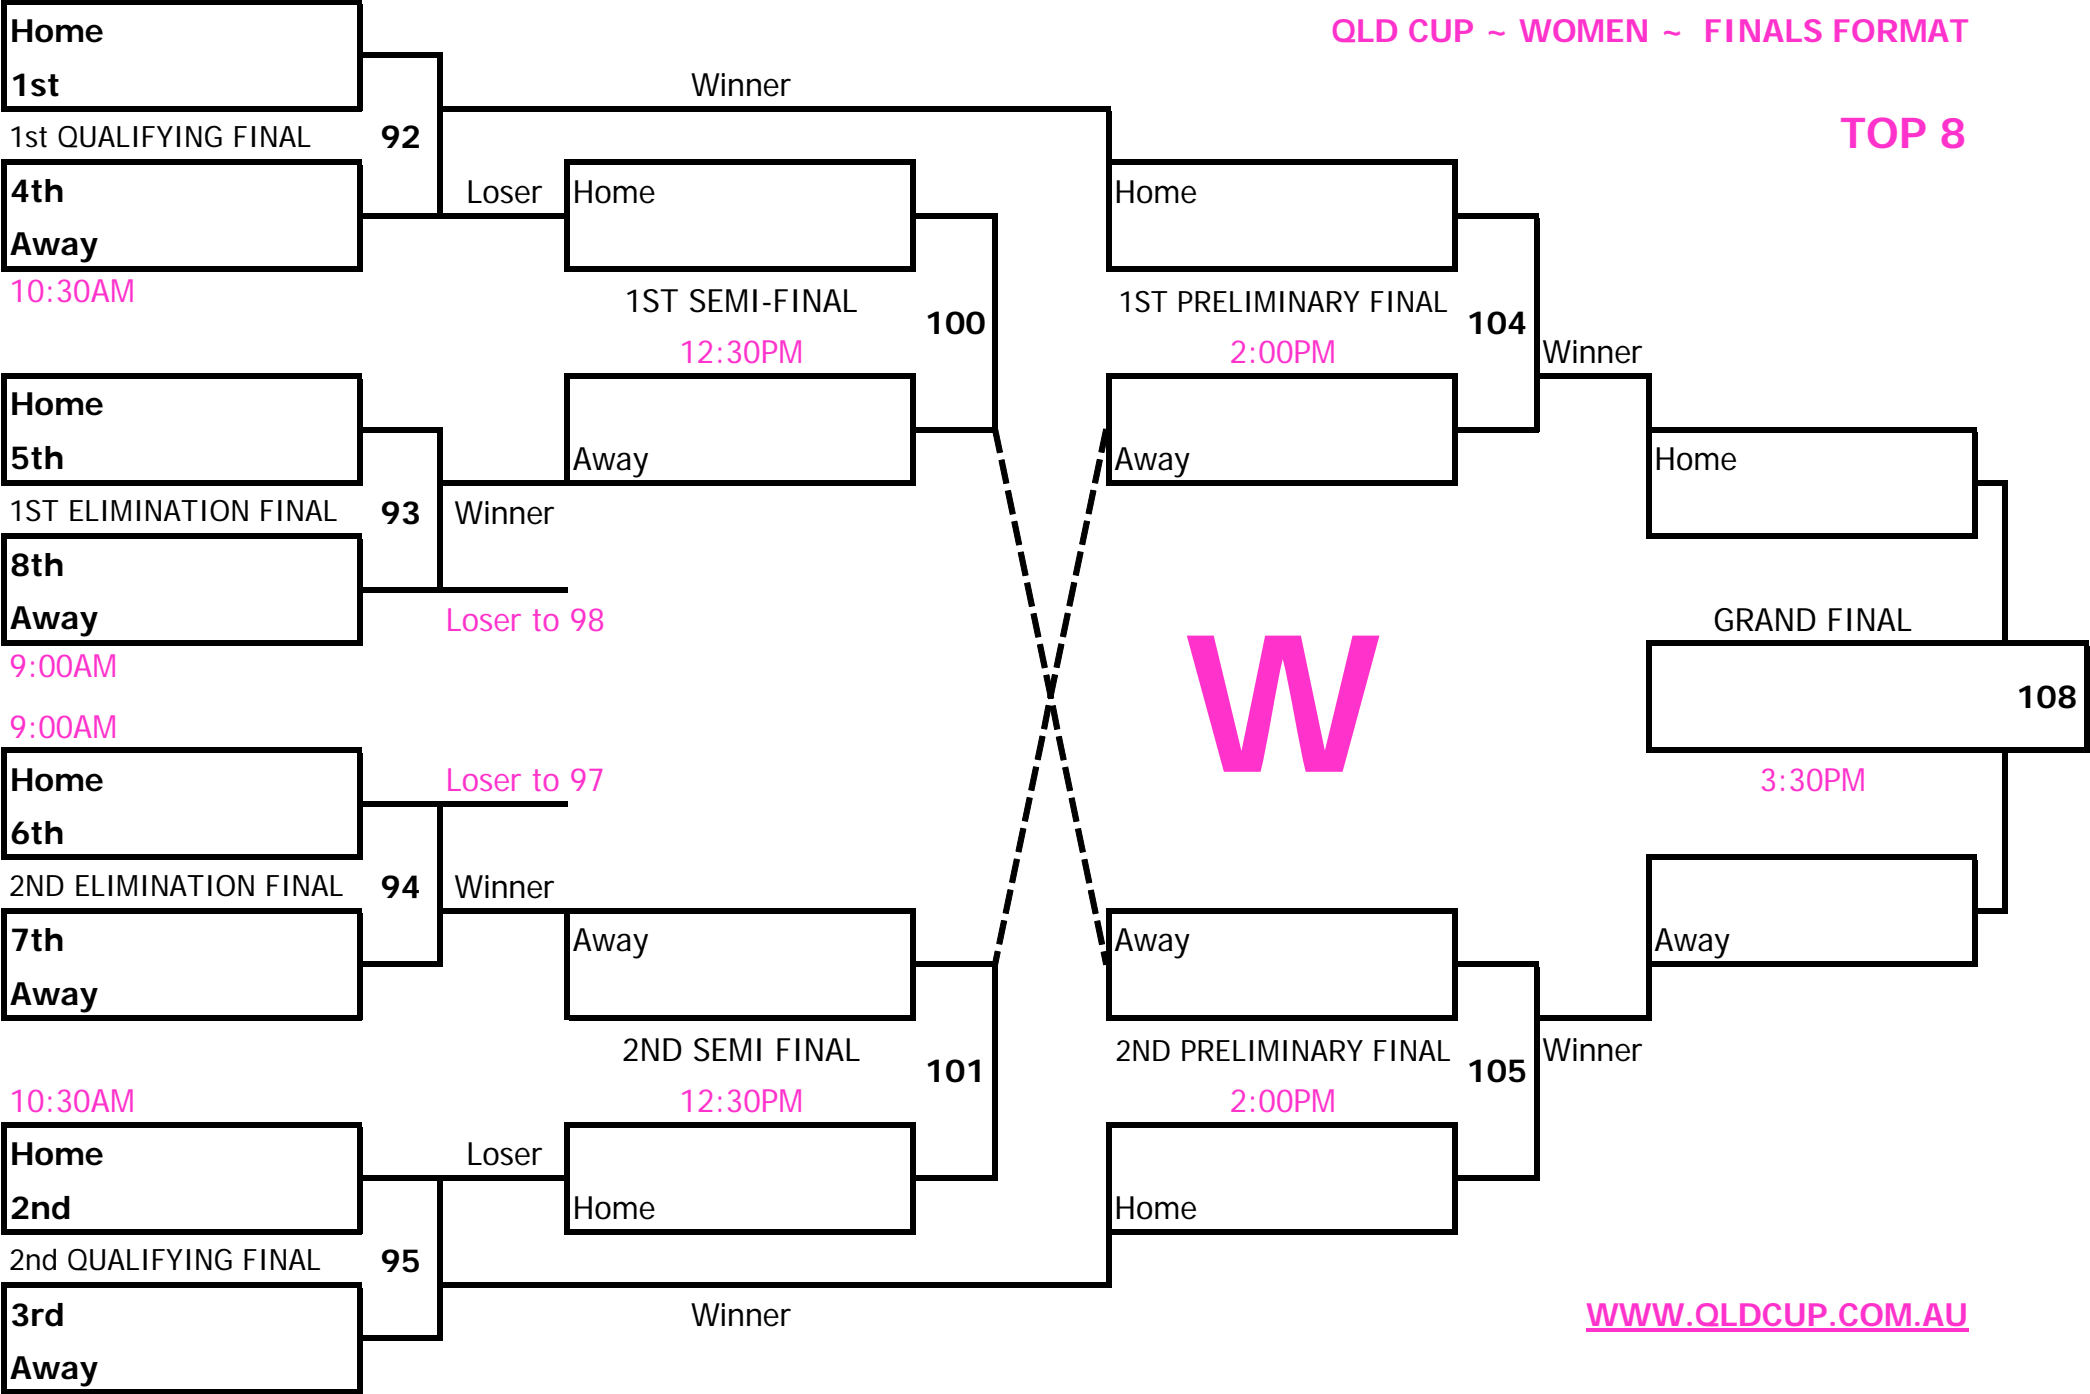 QLD CUP ~ WOMEN ~ FINALS FORMAT
TOP 8
Home
1st
1st QUALIFYING FINAL
92
4th
Away
10:30AM
Winner
Loser
Home
1ST SEMI-FINAL
100
12:30PM
Away
Home
5th
1ST ELIMINATION FINAL
93
Winner
8th
Away
Loser to 98
9:00AM
9:00AM
Home
6th
Loser to 97
2ND ELIMINATION FINAL
94
Winner
7th
Away
Away
2ND SEMI FINAL
101
12:30PM
Home
10:30AM
Home
2nd
Loser
2nd QUALIFYING FINAL
95
3rd
Away
Winner
Home
1ST PRELIMINARY FINAL
104
2:00PM
Winner
Away
W
Away
2ND PRELIMINARY FINAL
105
2:00PM
Winner
Home
Home
GRAND FINAL
108
3:30PM
Away
WWW.QLDCUP.COM.AU